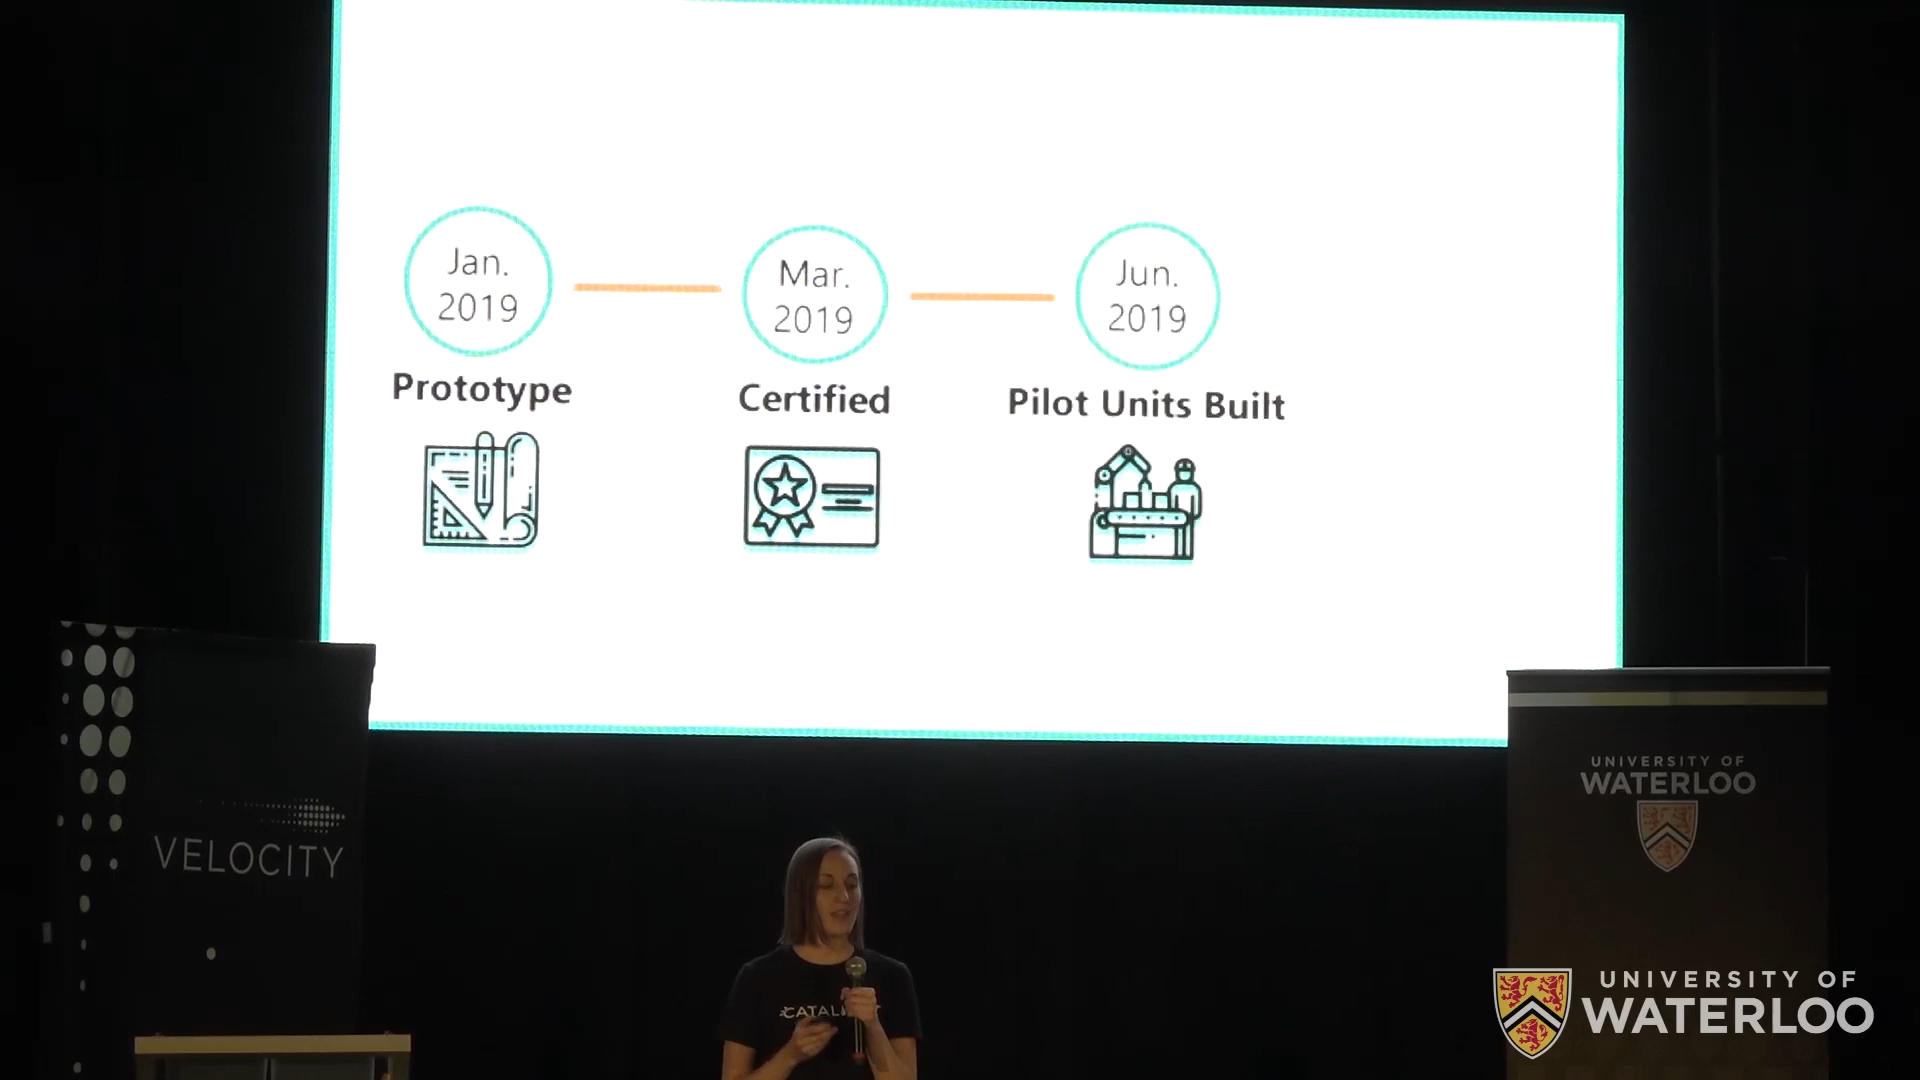 Jan.
2019
Mar.
2019
Jun.
2019
Prototype
Certified
Pilot Units Built
VELOCITY
UNIVERSITY OF
WATERLOO
UNIVERSITY OF
WATERLOO